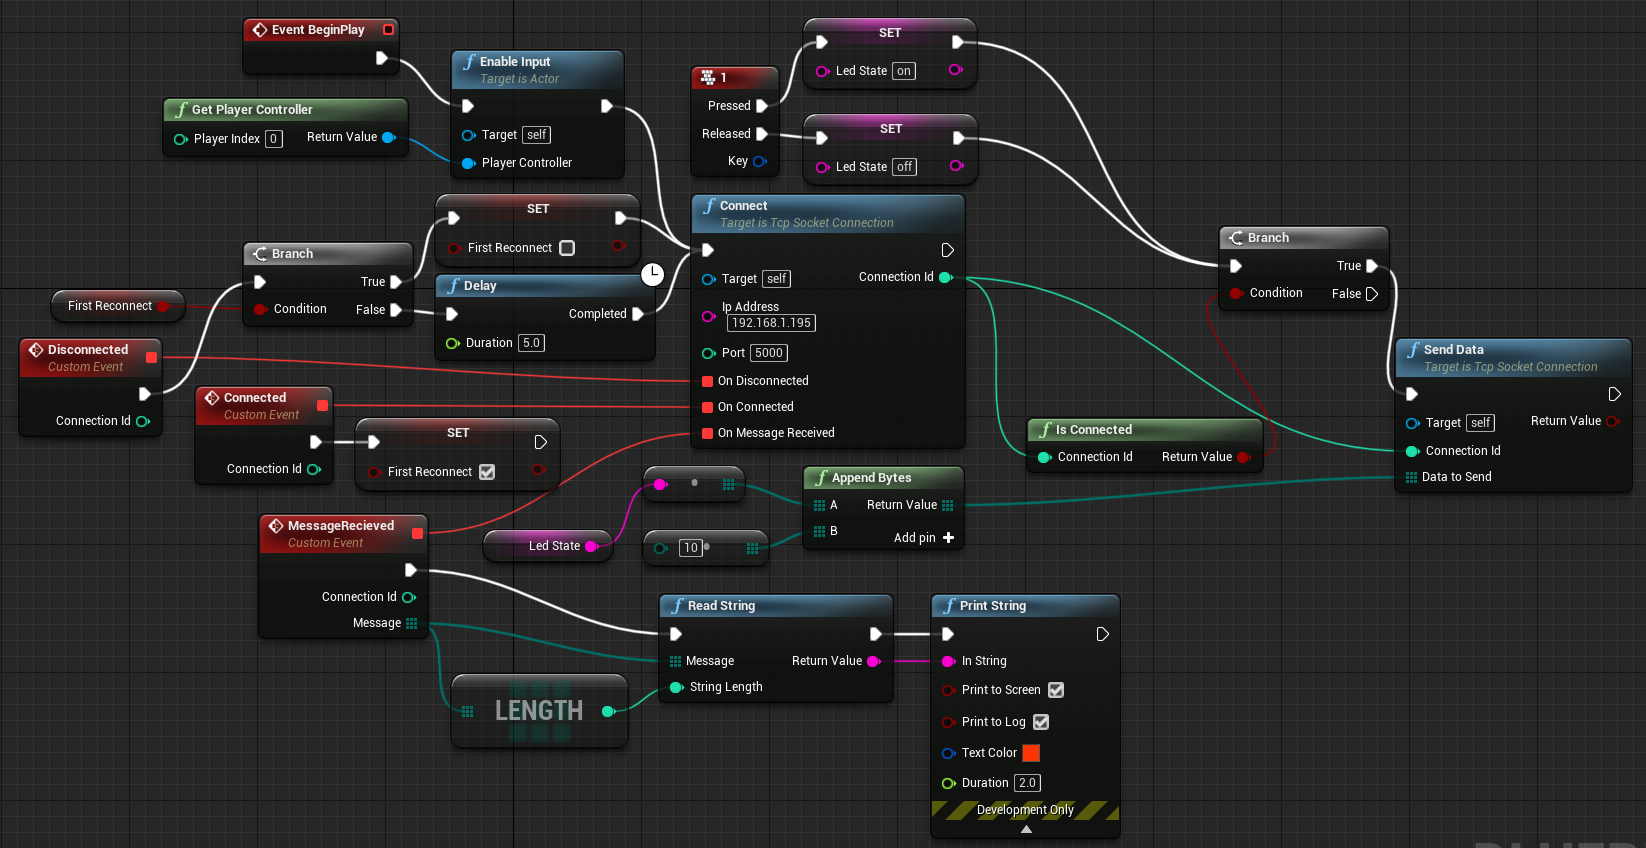 Event BeginPlay
Get Player Controller
Player Index 0
Return Value
Enable Input
Target is Actor
Target self
Player Controller
1
Pressed
Released
Key
SET
Led State on
SET
Led State off
First Reconnect
Branch
True
Condition
False
SET
First Reconnect
Delay
Completed
Duration 5.0
Connect
Target is Tcp Socket Connection
Target self
Connection Id
Ip Address
192.168.1.195
Port 5000
On Disconnected
On Connected
On Message Received
Disconnected
Custom Event
Connection Id
Connected
Custom Event
Connection Id
SET
First Reconnect
MessageRecieved
Custom Event
Connection Id
Message
Led State
10
Append Bytes
A
Return Value
B
Add pin
Branch
True
Condition
False
Is Connected
Connection Id
Return Value
Send Data
Target is Tcp Socket Connection
Target self
Return Value
Connection Id
Data to Send
LENGTH
Read String
Message
Return Value
String Length
Print String
In String
Print to Screen
Print to Log
Text Color
Duration 2.0
Development Only